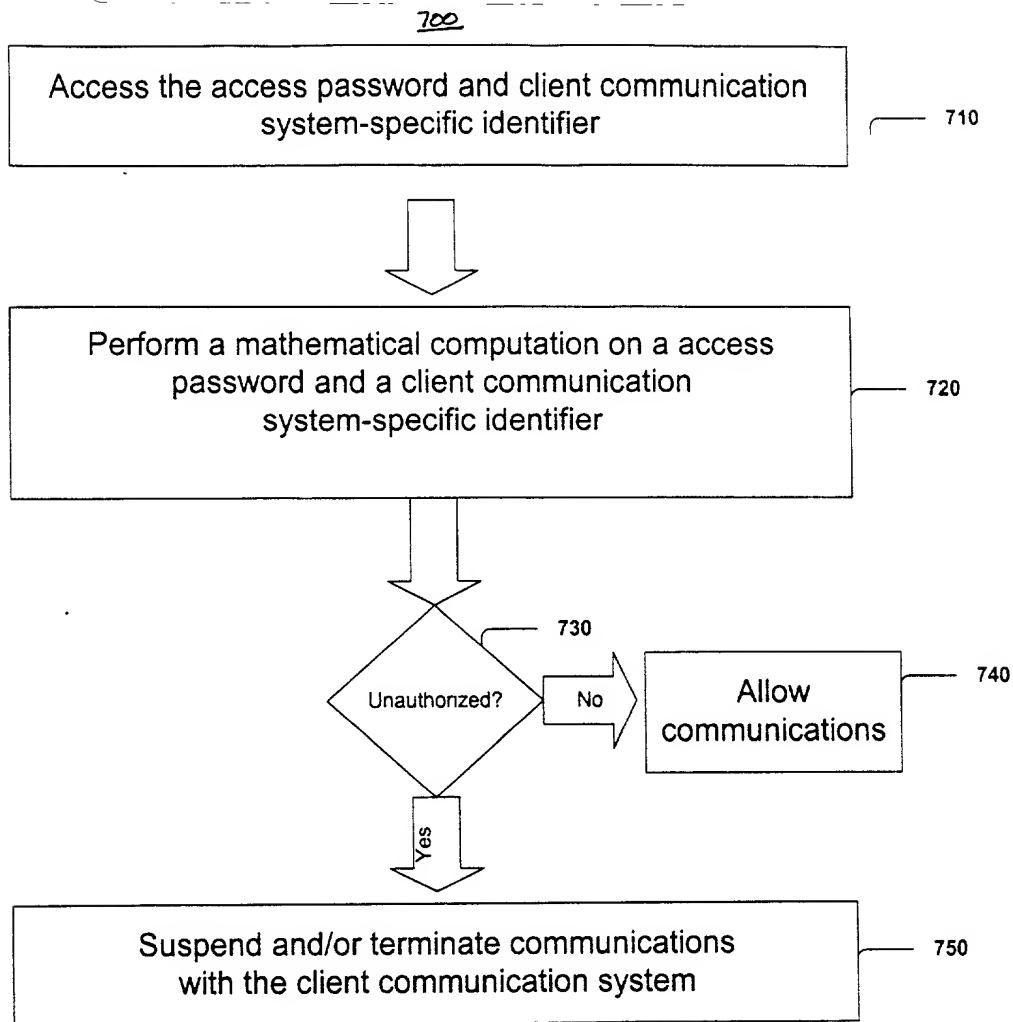 700
Access the access password and client communication
system-specific identifier
710
Perform a mathematical computation on a access
password and a client communication
system-specific identifier
720
730
Unauthorized?
No
Allow
communications
740
Yes
Suspend and/or terminate communications
with the client communication system
750